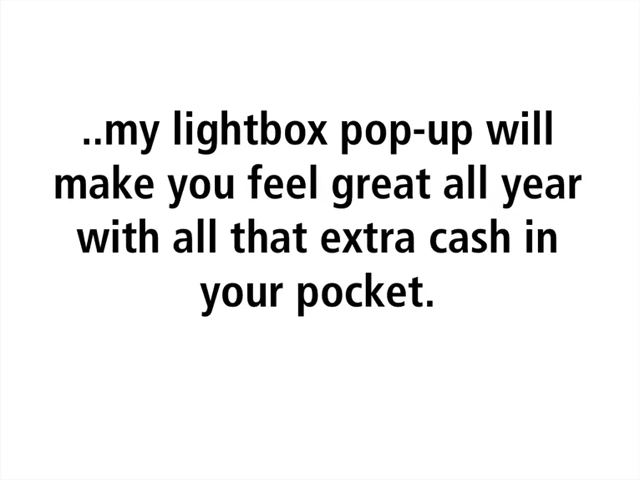 ..my lightbox pop-up will
make you feel great all year
with all that extra cash in
your pocket.